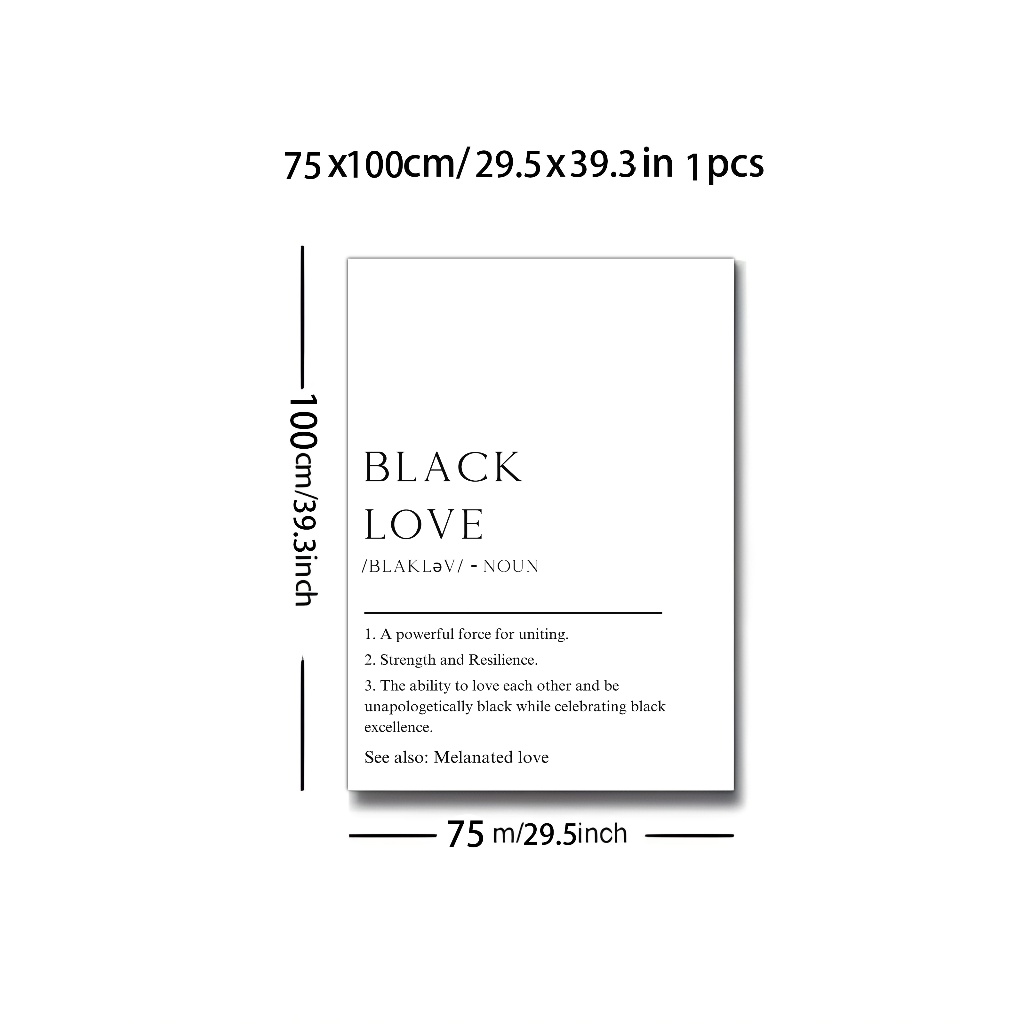 75x100cm/29.5x39.3in 1pcs
100cm/39.3inch
BLACK
LOVE
/BLAKLəV/ - NOUN
1. A powerful force for uniting.
2. Strength and Resilience.
3. The ability to love each other and be
unapologetically black while celebrating black
excellence.
See also: Melanated love
75 m/29.5inch